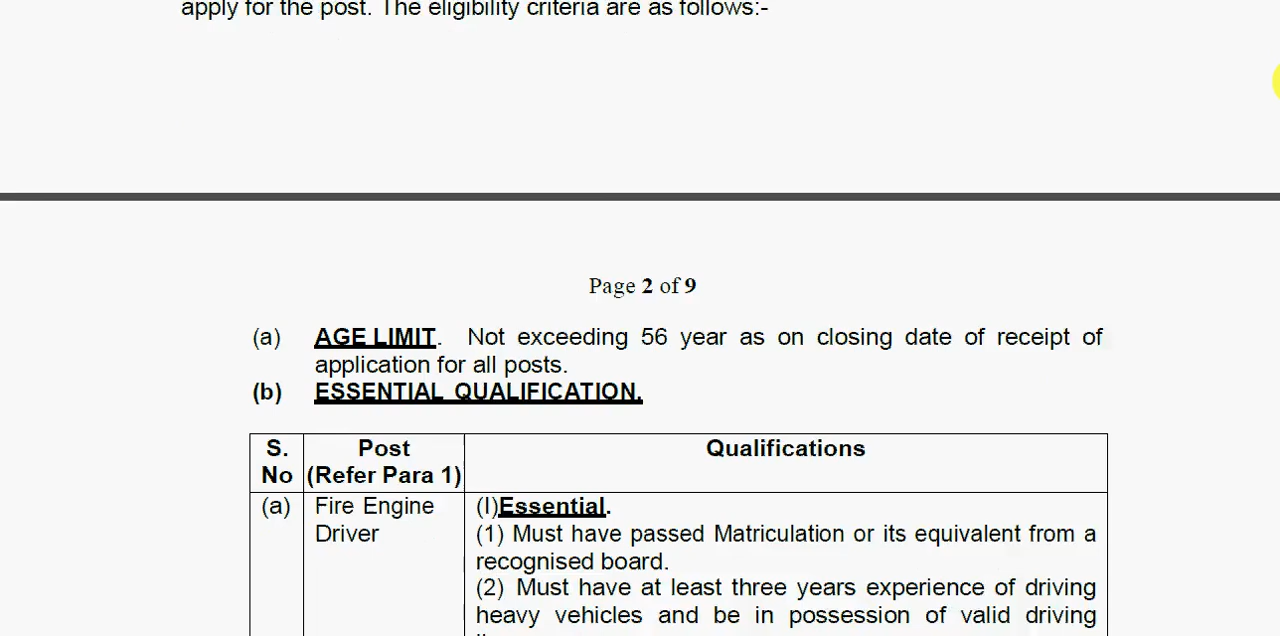 apply for the post. The eligibility criteria are as follows:-
Page 2 of 9
(a) AGE LIMIT. Not exceeding 56 year as on closing date of receipt of
application for all posts.
(b) ESSENTIAL QUALIFICATION.
S. No Post (Refer Para 1) Qualifications
(a) Fire Engine Driver (I)Essential.
(1) Must have passed Matriculation or its equivalent from a
recognised board.
(2) Must have at least three years experience of driving
heavy vehicles and be in possession of valid driving